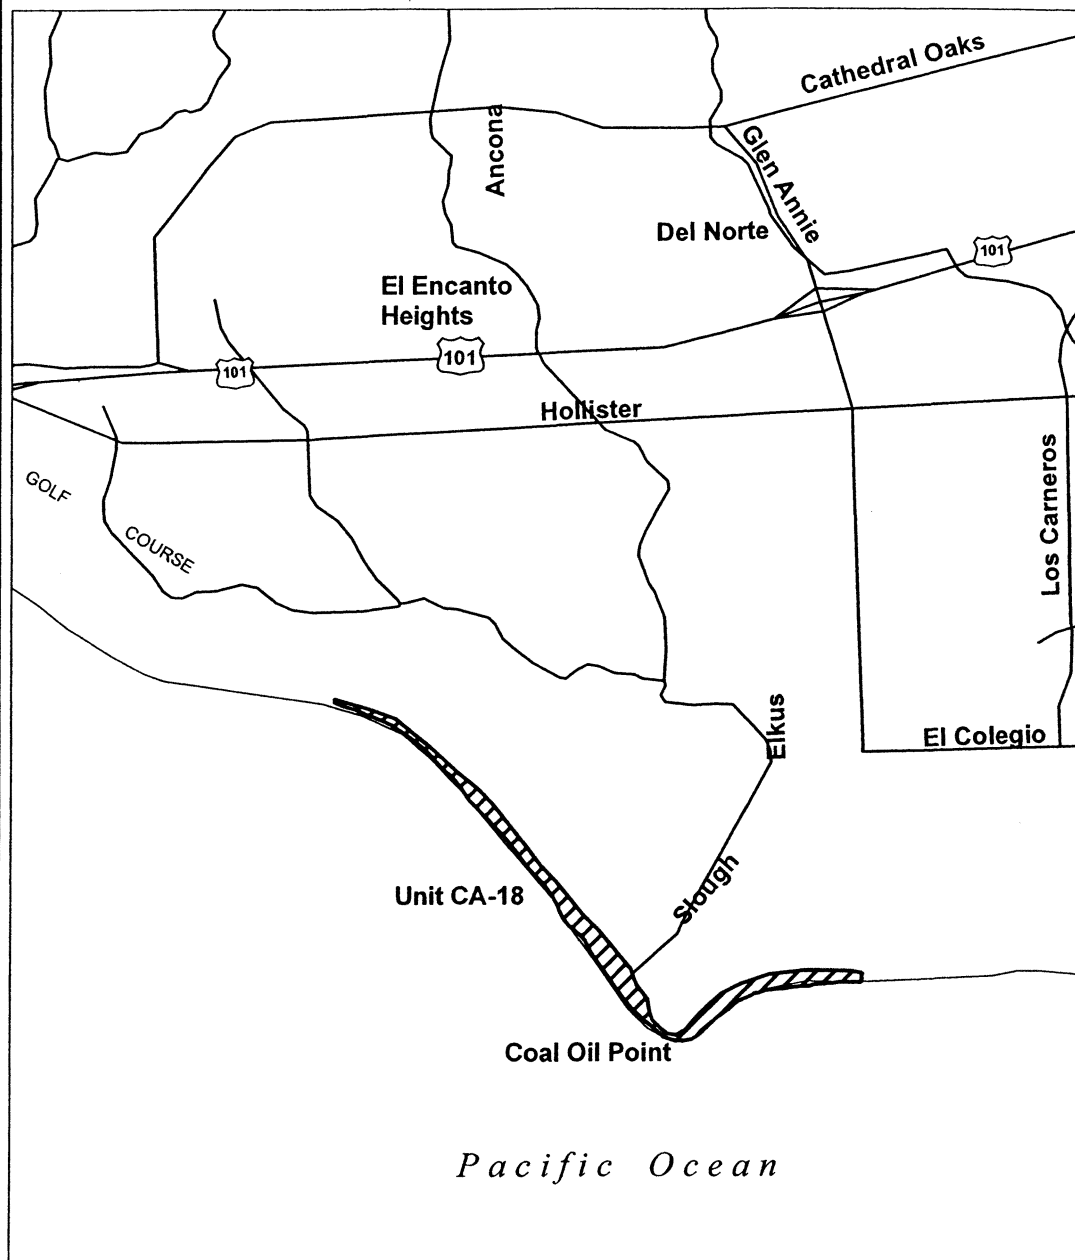 Cathedral Oaks
Ancona
Glen Annie
Del Norte
101
El Encanto
Heights
101
101
Hollister
GOLF
COURSE
Los Carneros
Elkus
El Colegio
Slough
Unit CA-18
Coal Oil Point
Pacific Ocean